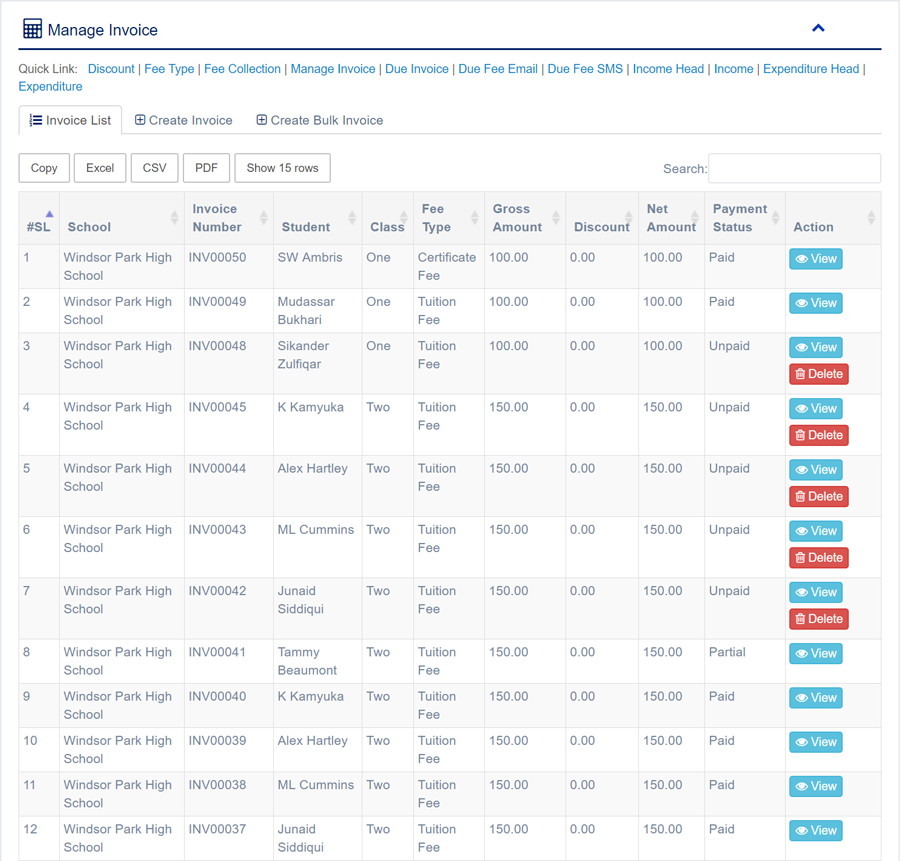 Manage Invoice
Quick Link: Discount | Fee Type | Fee Collection | Manage Invoice | Due Invoice | Due Fee Email | Due Fee SMS | Income Head | Income | Expenditure Head |
Expenditure
Invoice List Create Invoice Create Bulk Invoice
Copy Excel CSV PDF Show 15 rows Search:
#SL School Invoice Number Student Class Fee Type Gross Amount Discount Net Amount Payment Status Action
1 Windsor Park High School INV00050 SW Ambris One Certificate Fee 100.00 0.00 100.00 Paid View
2 Windsor Park High School INV00049 Mudassar Bukhari One Tuition Fee 100.00 0.00 100.00 Paid View
3 Windsor Park High School INV00048 Sikander Zulfiqar One Tuition Fee 100.00 0.00 100.00 Unpaid View Delete
4 Windsor Park High School INV00045 K Kamyuka Two Tuition Fee 150.00 0.00 150.00 Unpaid View Delete
5 Windsor Park High School INV00044 Alex Hartley Two Tuition Fee 150.00 0.00 150.00 Unpaid View Delete
6 Windsor Park High School INV00043 ML Cummins Two Tuition Fee 150.00 0.00 150.00 Unpaid View Delete
7 Windsor Park High School INV00042 Junaid Siddiqui Two Tuition Fee 150.00 0.00 150.00 Unpaid View Delete
8 Windsor Park High School INV00041 Tammy Beaumont Two Tuition Fee 150.00 0.00 150.00 Partial View
9 Windsor Park High School INV00040 K Kamyuka Two Tuition Fee 150.00 0.00 150.00 Paid View
10 Windsor Park High School INV00039 Alex Hartley Two Tuition Fee 150.00 0.00 150.00 Paid View
11 Windsor Park High School INV00038 ML Cummins Two Tuition Fee 150.00 0.00 150.00 Paid View
12 Windsor Park High School INV00037 Junaid Siddiqui Two Tuition Fee 150.00 0.00 150.00 Paid View